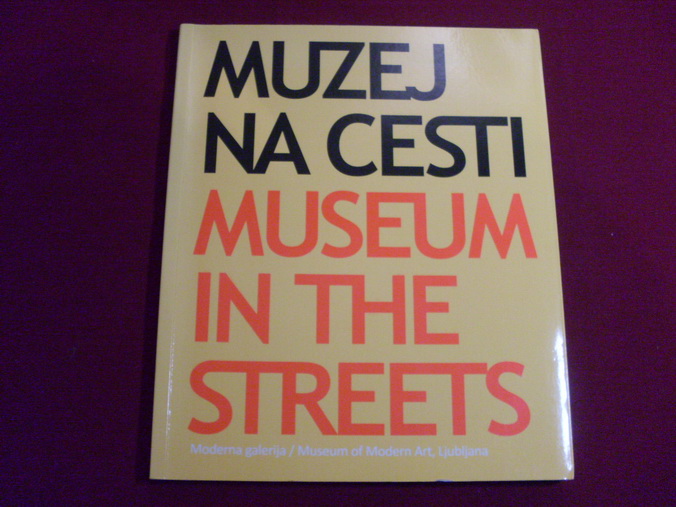 MUZEJ
NA CESTI
MUSEUM
IN THE
STREETS
Moderna galerija / Museum of Modern Art, Ljubljana